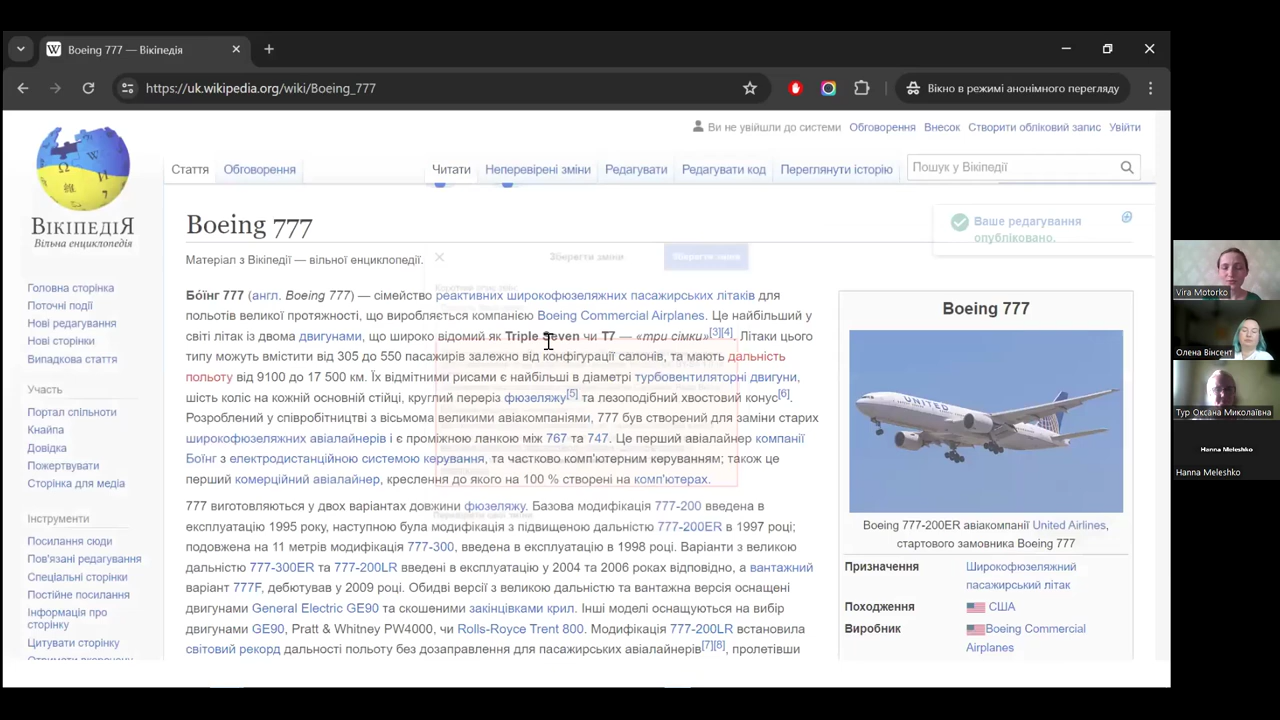 Boeing 777 — Вікіпедія
https://uk.wikipedia.org/wiki/Boeing_777
Вікно в режимі анонімного перегляду
Ви не увійшли до системи Обговорення Внесок Створити обліковий запис Увійти
Стаття Обговорення Читати Неперевірені зміни Редагувати Редагувати код Переглянути історію Пошук у Вікіпедії
ВікіпедіЯ
Вільна енциклопедія
Головна сторінка
Поточні події
Нові редагування
Нові сторінки
Випадкова стаття
Участь
Портал спільноти
Кнайпа
Довідка
Пожертвувати
Сторінка для медіа
Інструменти
Посилання сюди
Пов'язані редагування
Спеціальні сторінки
Постійне посилання
Інформація про
сторінку
Цитувати сторінку
Boeing 777
Ваше редагування
опубліковано.
Матеріал з Вікіпедії — вільної енциклопедії.
Зберегти зміни
Бо́їнг 777 (англ. Boeing 777) — сімейство реактивних широкофюзеляжних пасажирських літаків для
польотів великої протяжності, що виробляється компанією Boeing Commercial Airplanes. Це найбільший у
світі літак із двома двигунами, що широко відомий як Triple Seven чи T7 — «три сімки»[3][4]. Літаки цього
типу можуть вмістити від 305 до 550 пасажирів залежно від конфігурації салонів, та мають дальність
польоту від 9100 до 17 500 км. Їх відмітними рисами є найбільші в діаметрі турбовентиляторні двигуни,
шість коліс на кожній основній стійці, круглий переріз фюзеляжу[5] та лезоподібний хвостовий конус[6].
Розроблений у співробітництві з вісьмома великими авіакомпаніями, 777 був створений для заміни старих
широкофюзеляжних авіалайнерів і є проміжною ланкою між 767 та 747. Це перший авіалайнер компанії
Боїнг з електродистанційною системою керування, та частково комп'ютерним керуванням; також це
перший комерційний авіалайнер, креслення до якого на 100 % створені на комп'ютерах.
777 виготовляються у двох варіантах довжини фюзеляжу. Базова модифікація 777-200 введена в
експлуатацію 1995 року, наступною була модифікація з підвищеною дальністю 777-200ER в 1997 році;
подовжена на 11 метрів модифікація 777-300, введена в експлуатацію в 1998 році. Варіанти з великою
дальністю 777-300ER та 777-200LR введені в експлуатацію у 2004 та 2006 роках відповідно, а вантажний
варіант 777F, дебютував у 2009 році. Обидві версії з великою дальністю та вантажна версія оснащені
двигунами General Electric GE90 та скошеними закінцівками крил. Інші моделі оснащуються на вибір
двигунами GE90, Pratt & Whitney PW4000, чи Rolls-Royce Trent 800. Модифікація 777-200LR встановила
світовий рекорд дальності польоту без дозаправлення для пасажирських авіалайнерів[7][8], пролетівши
Boeing 777
UNITED
Boeing 777-200ER авіакомпанії United Airlines,
стартового замовника Boeing 777
Призначення Широкофюзеляжний
пасажирський літак
Походження США
Виробник Boeing Commercial
Airplanes
Vira Motorko
Олена Вінсент
Тур Оксана Миколаївна
Hanna Meleshko
Hanna Meleshko